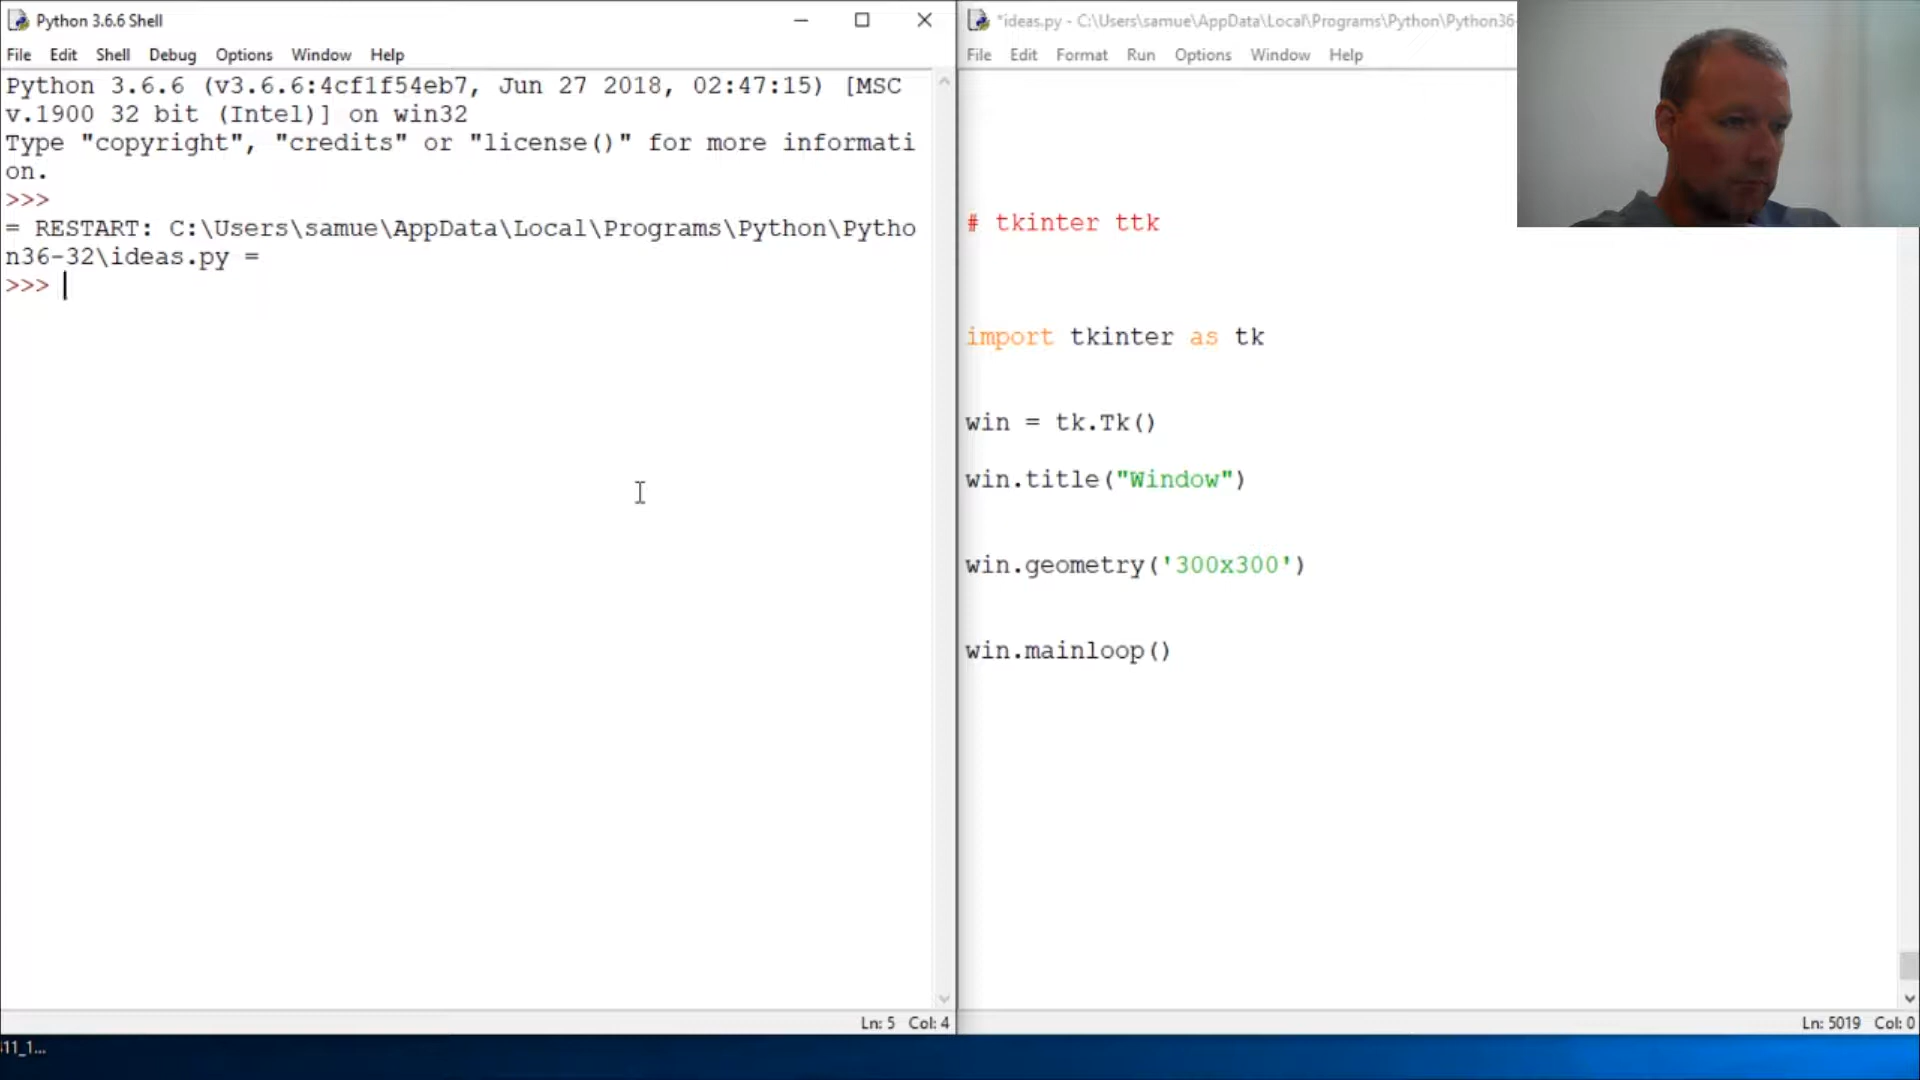 Python 3.6.6 Shell
File Edit Shell Debug Options Window Help
Python 3.6.6 (v3.6.6:4cf1f54eb7, Jun 27 2018, 02:47:15) [MSC
v.1900 32 bit (Intel)] on win32
Type "copyright", "credits" or "license()" for more informati
on.
>>>
= RESTART: C:\Users\samue\AppData\Local\Programs\Python\Pytho
n36-32\ideas.py =
>>>
Ln: 5 Col: 4
*ideas.py - C:\Users\samue\AppData\Local\Programs\Python\Python36-
File Edit Format Run Options Window Help
# tkinter ttk
import tkinter as tk
win = tk.Tk()
win.title("Window")
win.geometry('300x300')
win.mainloop()
Ln: 5019 Col: 0
11_1...